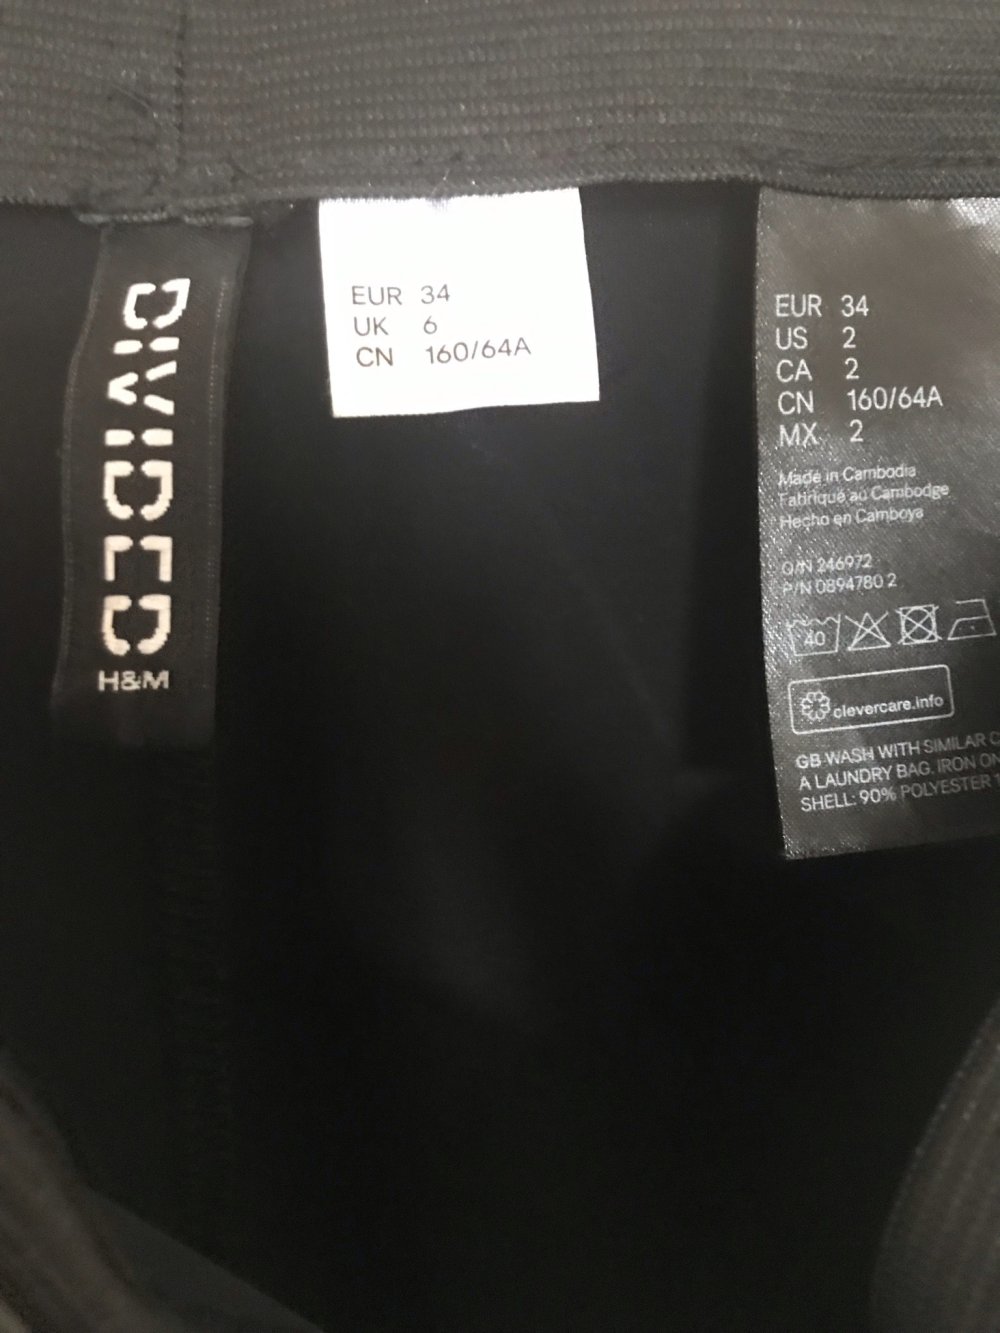 DIVIDED
H&M
EUR 34
UK 6
CN 160/64A
EUR 34
US 2
CA 2
CN 160/64A
MX 2
Made in Cambodia
Fabriqué au Cambodge
Hecho en Camboya
O/N 246972
P/N 0894780 2
40
clevercare.info
GB WASH WITH SIMILAR
A LAUNDRY BAG. IRON
SHELL: 90% POLYESTER